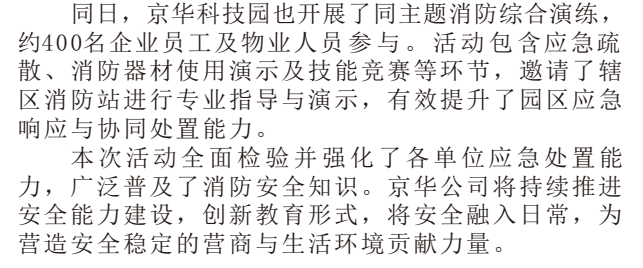 同日，京华科技园也开展了同主题消防综合演练，
约400名企业员工及物业人员参与。活动包含应急疏
散、消防器材使用演示及技能竞赛等环节，邀请了辖
区消防站进行专业指导与演示，有效提升了园区应急
响应与协同处置能力。
本次活动全面检验并强化了各单位应急处置能
力，广泛普及了消防安全知识。京华公司将持续推进
安全能力建设，创新教育形式，将安全融入日常，为
营造安全稳定的营商与生活环境贡献力量。